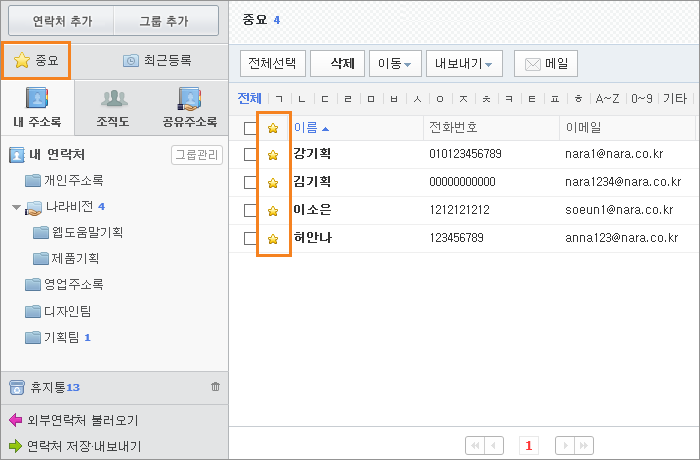 연락처 추가 그룹 추가
중요 최근등록
내 주소록 조직도 공유주소록
내 연락처 그룹관리
개인주소록
나라비전 4
웹도움말기획
제품기획
영업주소록
디자인팀
기획팀 1
휴지통13
외부연락처 불러오기
연락처 저장·내보내기
중요 4
전체선택 삭제 이동 내보내기 메일
전체 ㄱ ㄴ ㄷ ㄹ ㅁ ㅂ ㅅ ㅇ ㅈ ㅊ ㅋ ㅌ ㅍ ㅎ A~Z 0~9 기타
이름 전화번호 이메일
강기획 010123456789 nara1@nara.co.kr
김기획 00000000000 nara1234@nara.co.kr
이소은 1212121212 soeun1@nara.co.kr
허안나 123456789 anna123@nara.co.kr
1